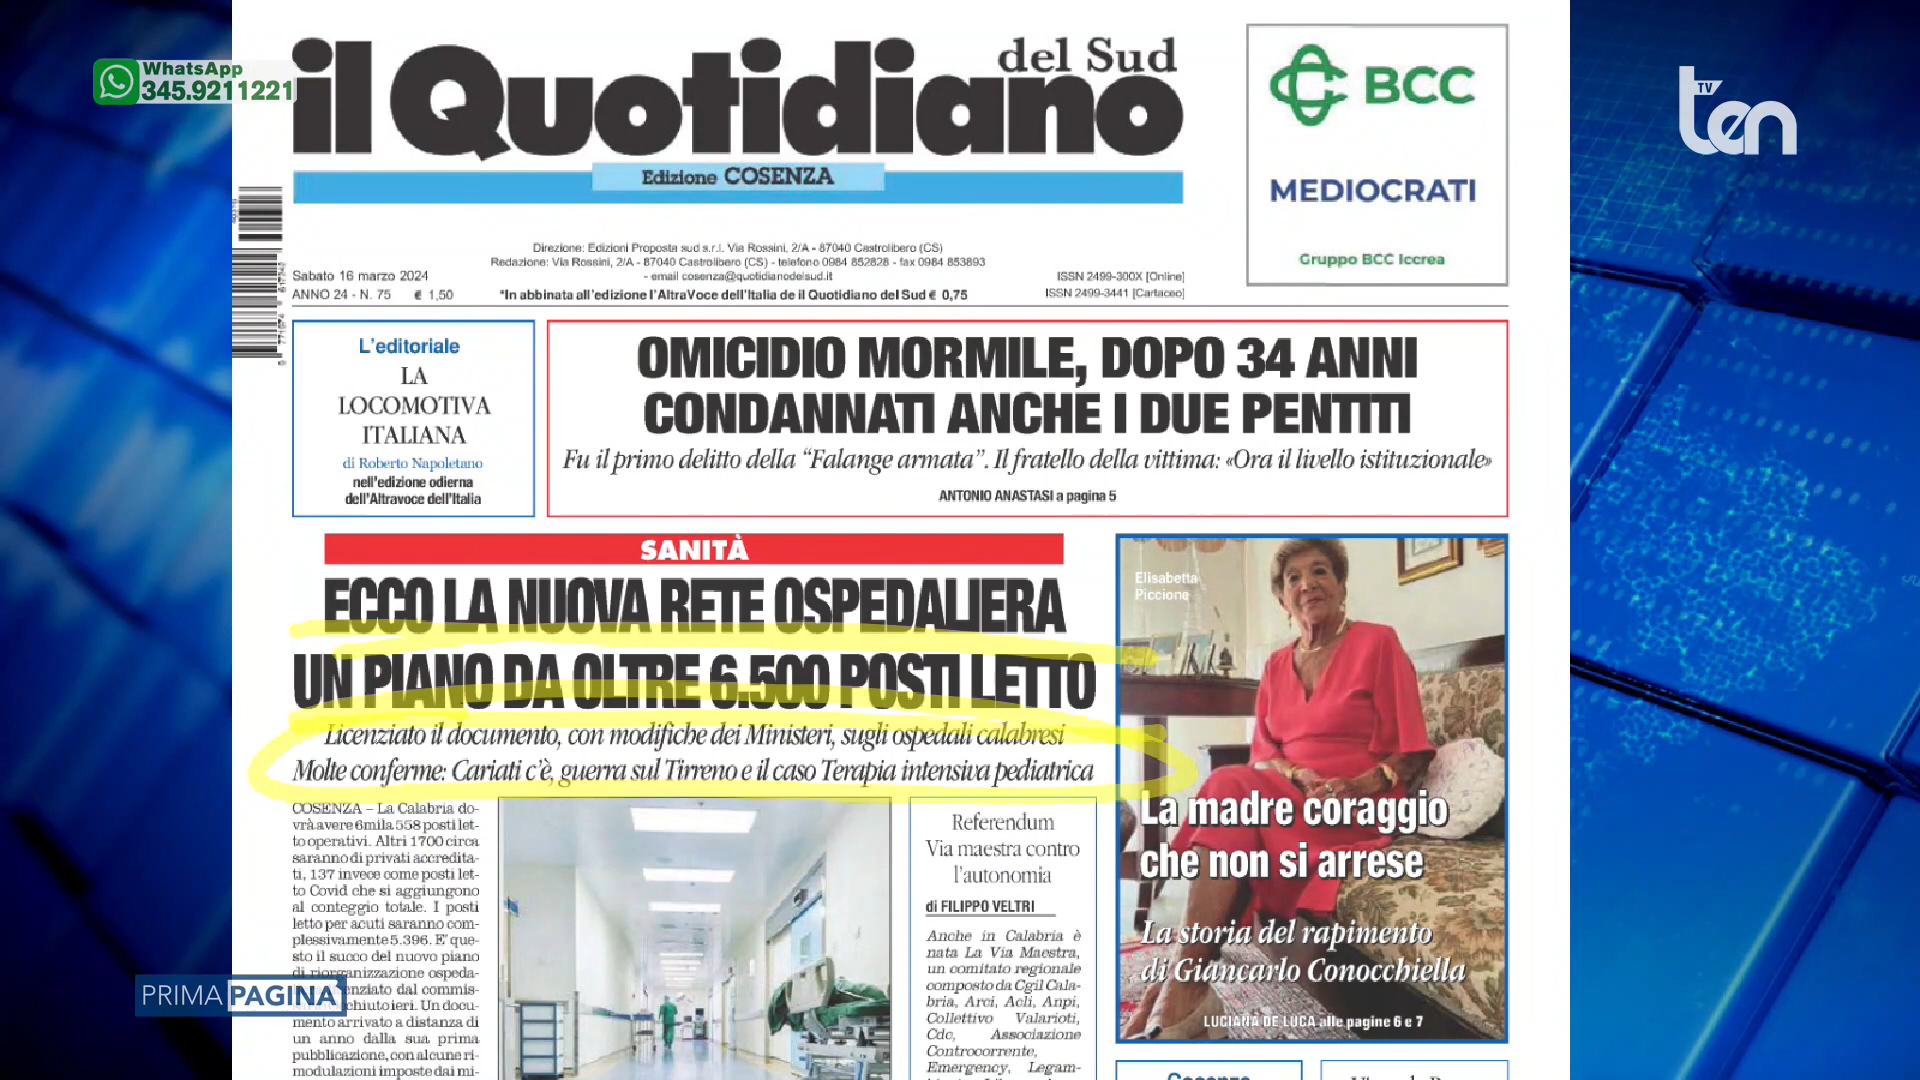 WhatsApp
345.9211221
il Quotidiano
del Sud
Edizione COSENZA
BCC
MEDIOCRATI
Gruppo BCC Iccrea
TV
ten
Direzione: Edizioni Proposta sud s.r.l. Via Rossini, 2/A - 87040 Castrolibero (CS)
Redazione: Via Rossini, 2/A - 87040 Castrolibero (CS) - telefono 0984 852828 - fax 0984 853893
- email cosenza@quotidianodelsud.it
Sabato 16 marzo 2024
ANNO 24 - N. 75 € 1,50
*In abbinata all'edizione l'AltraVoce dell'Italia de il Quotidiano del Sud € 0,75
ISSN 2499-300X [Online]
ISSN 2499-3441 [Cartaceo]
L'editoriale
LA
LOCOMOTIVA
ITALIANA
di Roberto Napoletano
nell'edizione odierna
dell'Altravoce dell'Italia
OMICIDIO MORMILE, DOPO 34 ANNI
CONDANNATI ANCHE I DUE PENTITI
Fu il primo delitto della “Falange armata”. Il fratello della vittima: «Ora il livello istituzionale»
ANTONIO ANASTASI a pagina 5
SANITÀ
ECCO LA NUOVA RETE OSPEDALIERA
UN PIANO DA OLTRE 6.500 POSTI LETTO
Licenziato il documento, con modifiche dei Ministeri, sugli ospedali calabresi
Molte conferme: Cariati c'è, guerra sul Tirreno e il caso Terapia intensiva pediatrica
COSENZA – La Calabria do-
vrà avere 6mila 558 posti let-
to operativi. Altri 1700 circa
saranno di privati accredita-
ti, 137 invece come posti let-
to Covid che si aggiungono
al conteggio totale. I posti
letto per acuti saranno com-
plessivamente 5.396. E' que-
sto il succo del nuovo piano
di riorganizzazione ospeda-
enziato dal commis-
chiuto ieri. Un docu-
mento arrivato a distanza di
un anno dalla sua prima
pubblicazione, con alcune ri-
modulazioni imposte dai mi-
Referendum
Via maestra contro
l'autonomia
di FILIPPO VELTRI
Anche in Calabria è
nata La Via Maestra,
un comitato regionale
composto da Cgil Cala-
bria, Arci, Acli, Anpi,
Collettivo Valarioti,
Cdc, Associazione
Controcorrente,
Emergency, Legam-
Elisabetta
Piccione
La madre coraggio
che non si arrese
La storia del rapimento
di Giancarlo Conocchiella
LUCIANA DE LUCA alle pagine 6 e 7
PRIMA PAGINA